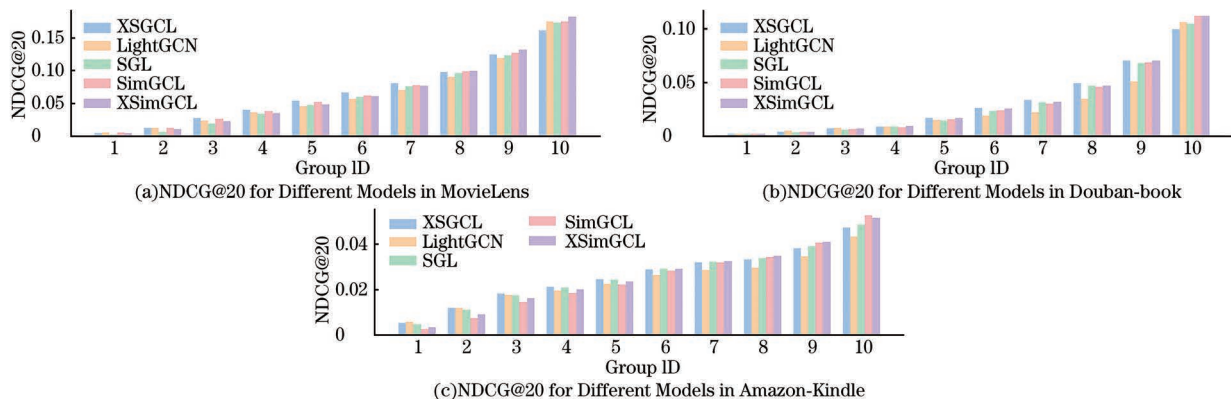 NDCG@20
0.15
0.10
0.05
0
XSGCL
LightGCN
SGL
SimGCL
XSimGCL
1 2 3 4 5 6 7 8 9 10
Group ID
(a)NDCG@20 for Different Models in MovieLens
NDCG@20
0.10
0.05
0
XSGCL
LightGCN
SGL
SimGCL
XSimGCL
1 2 3 4 5 6 7 8 9 10
Group ID
(b)NDCG@20 for Different Models in Douban-book
NDCG@20
0.04
0.02
0
XSGCL SimGCL
LightGCN XSimGCL
SGL
1 2 3 4 5 6 7 8 9 10
Group ID
(c)NDCG@20 for Different Models in Amazon-Kindle